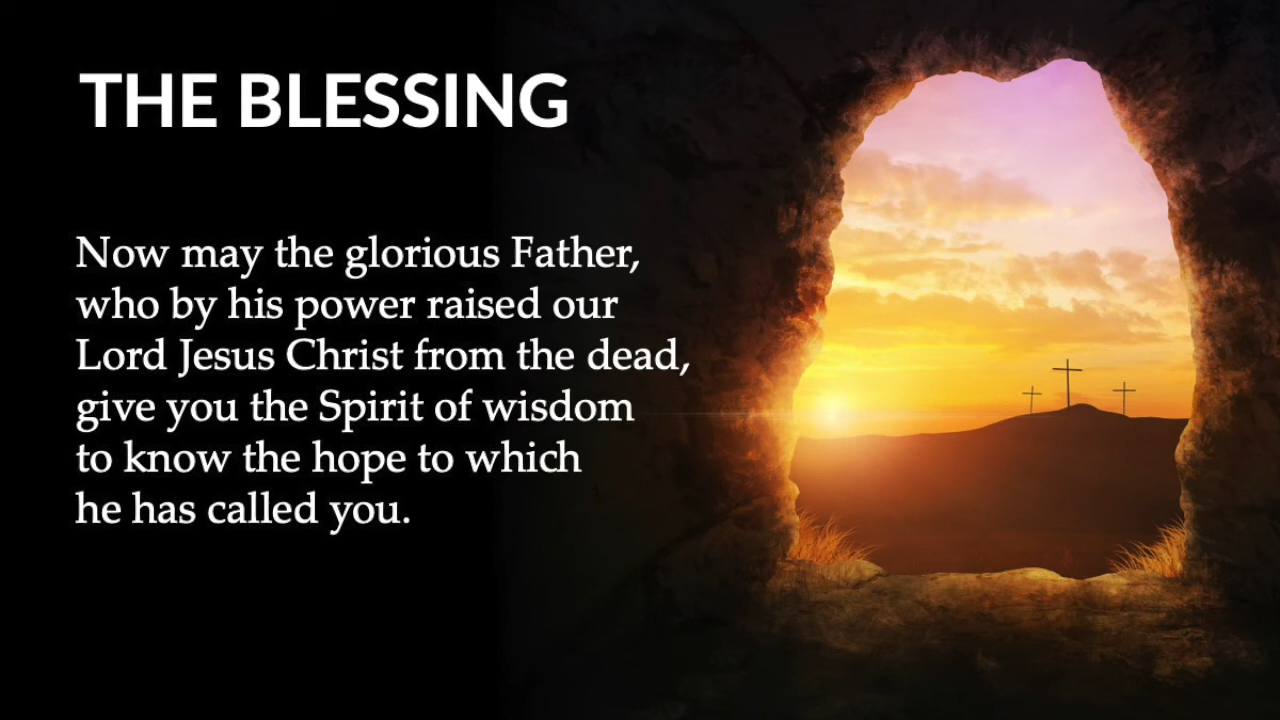 THE BLESSING
Now may the glorious Father,
who by his power raised our
Lord Jesus Christ from the dead,
give you the Spirit of wisdom
to know the hope to which
he has called you.